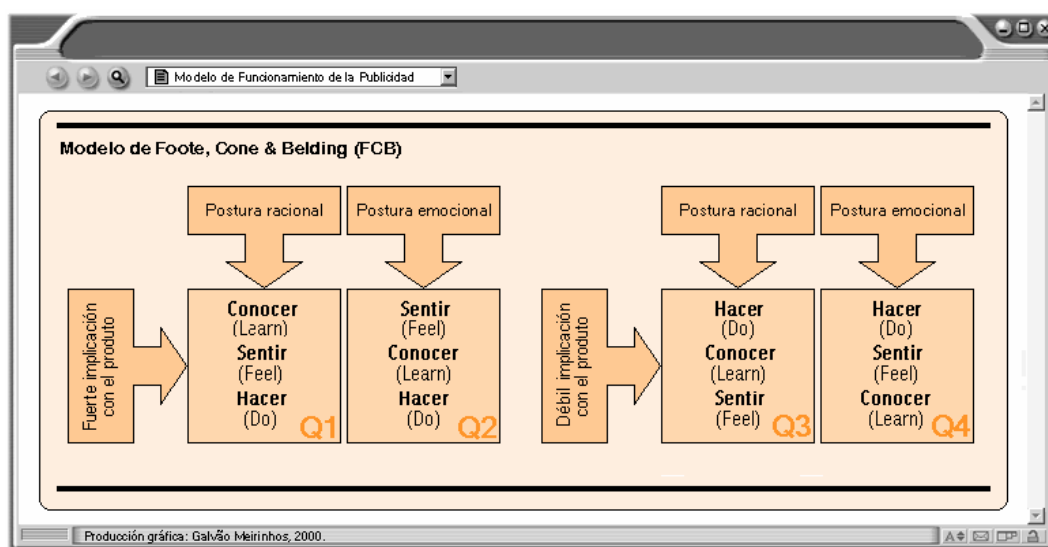 Modelo de Funcionamiento de la Publicidad
Modelo de Foote, Cone & Belding (FCB)
Postura racional
Postura emocional
Postura racional
Postura emocional
Fuerte implicación
con el produto
Conocer
(Learn)
Sentir
(Feel)
Hacer
(Do)
Q1
Sentir
(Feel)
Conocer
(Learn)
Hacer
(Do)
Q2
Débil implicación
con el produto
Hacer
(Do)
Conocer
(Learn)
Sentir
(Feel)
Q3
Hacer
(Do)
Sentir
(Feel)
Conocer
(Learn)
Q4
Producción gráfica: Galvão Meirinhos, 2000.
A